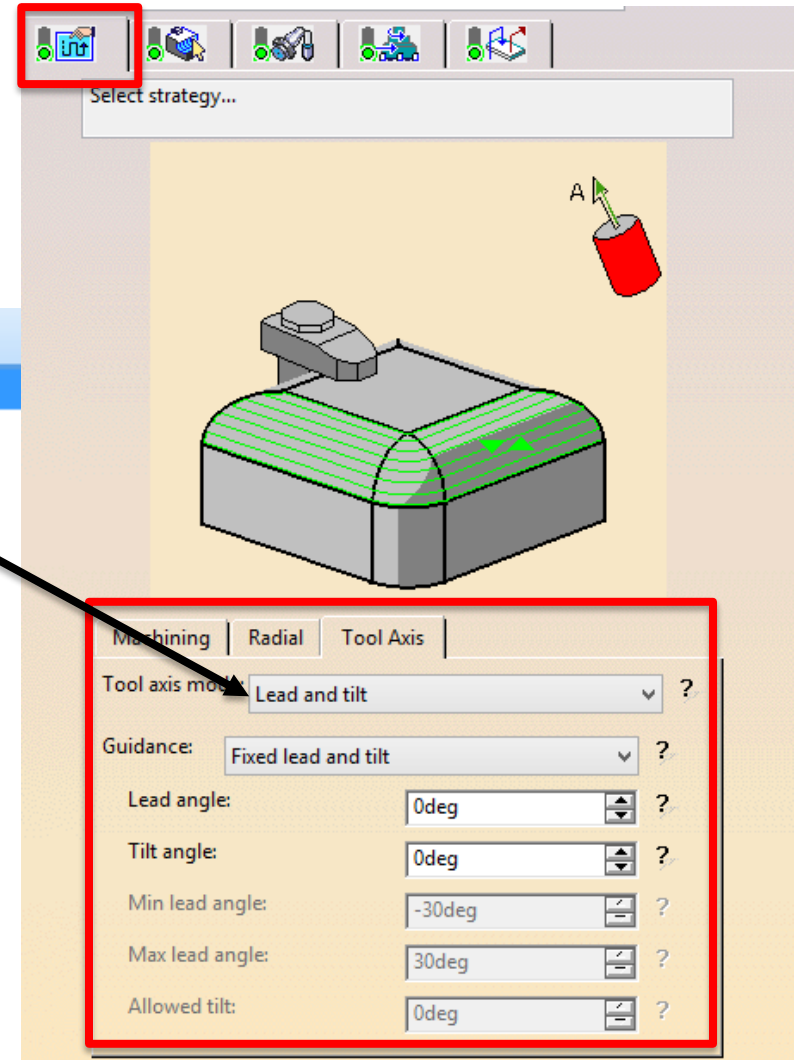 Select strategy...
A
Machining Radial Tool Axis
Tool axis mode: Lead and tilt ?
Guidance: Fixed lead and tilt ?
Lead angle: 0deg ?
Tilt angle: 0deg ?
Min lead angle: -30deg ?
Max lead angle: 30deg ?
Allowed tilt: 0deg ?